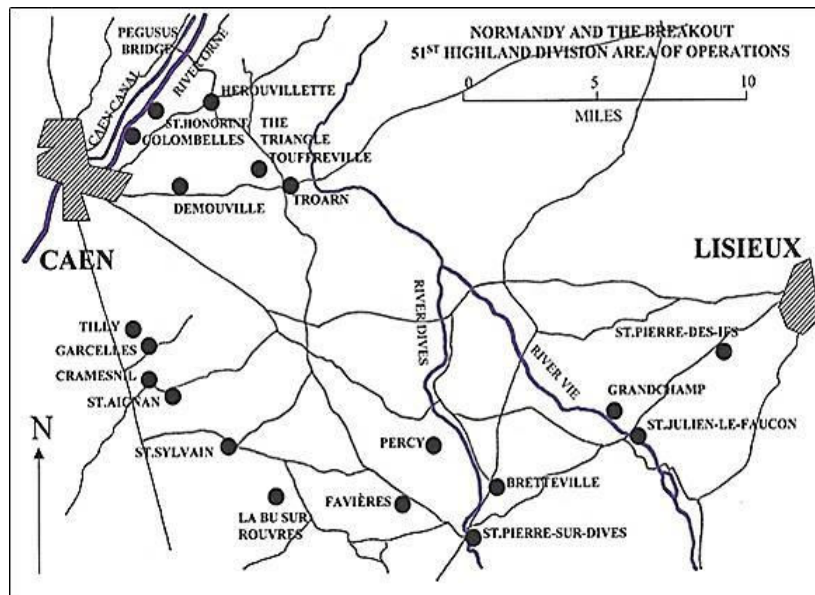 NORMANDY AND THE BREAKOUT
51ST HIGHLAND DIVISION AREA OF OPERATIONS
0 5 10
MILES
PEGUSUS
BRIDGE
CAEN CANAL
RIVER ORNE
HEROUVILLETTE
ST.HONORINE
COLOMBELLES
THE
TRIANGLE
TOUFFREVILLE
DEMOUVILLE
TROARN
CAEN
LISIEUX
RIVER DIVES
RIVER VIE
TILLY
GARCELLES
CRAMESNIL
ST.AIGNAN
ST.PIERRE-DES-IFS
GRANDCHAMP
ST.JULIEN-LE-FAUCON
N
ST.SYLVAIN
PERCY
BRETTEVILLE
LA BU SUR
ROUVRES
FAVIÈRES
ST.PIERRE-SUR-DIVES